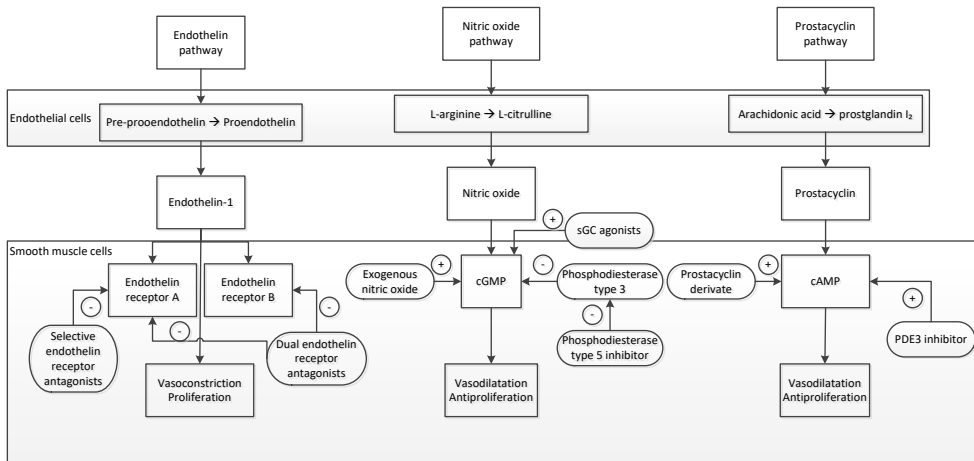 Endothelin
pathway
Nitric oxide
pathway
Prostacyclin
pathway
Endothelial cells
Pre-prooendothelin → Proendothelin
L-arginine → L-citrulline
Arachidonic acid → prostglandin I₂
Endothelin-1
Nitric oxide
Prostacyclin
+
sGC agonists
Smooth muscle cells
Endothelin
receptor A
Endothelin
receptor B
Exogenous
nitric oxide
+
cGMP
-
Phosphodiesterase
type 3
Prostacyclin
derivate
+
cAMP
-
-
-
-
+
Selective
endothelin
receptor
antagonists
Dual endothelin
receptor
antagonists
Phosphodiesterase
type 5 inhibitor
PDE3 inhibitor
Vasoconstriction
Proliferation
Vasodilatation
Antiproliferation
Vasodilatation
Antiproliferation